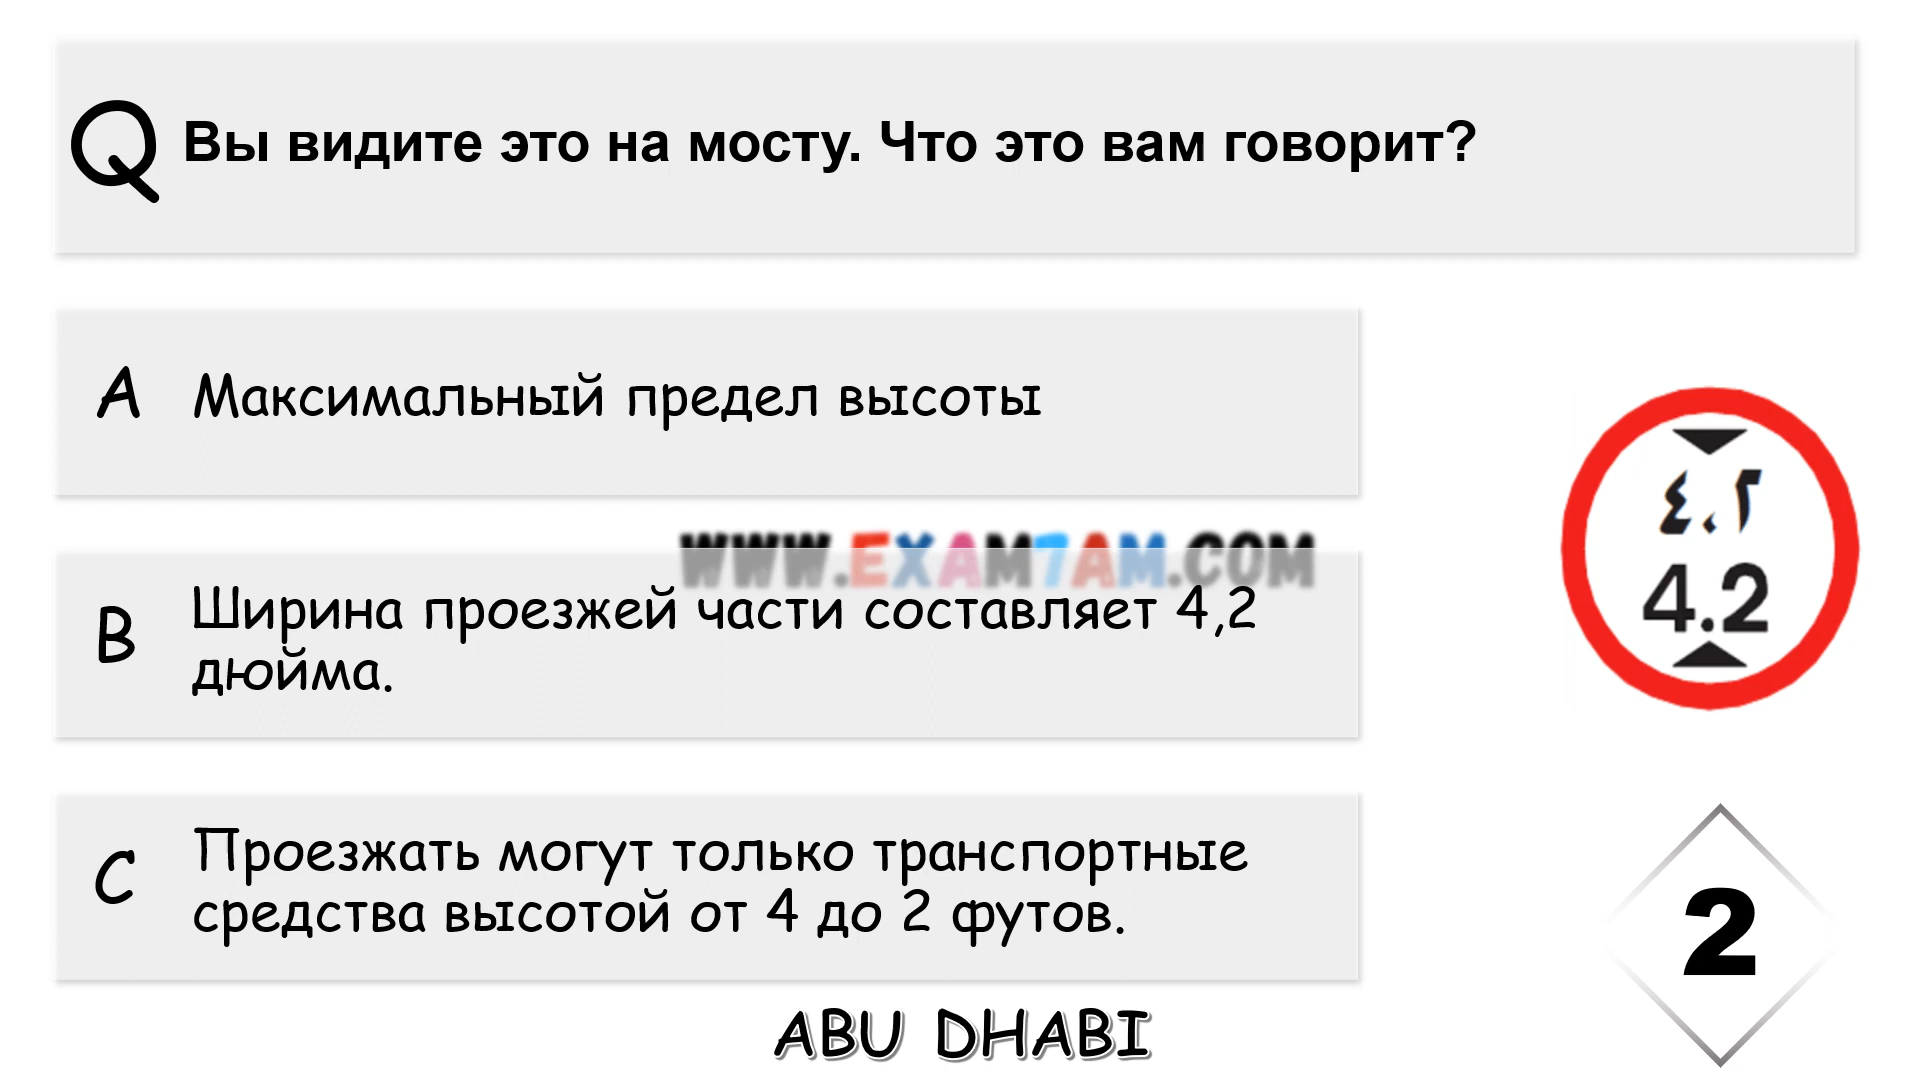 Q Вы видите это на мосту. Что это вам говорит?
A Максимальный предел высоты
WWW.EXAM7AM.COM
B Ширина проезжей части составляет 4,2
дюйма.
C Проезжать могут только транспортные
средства высотой от 4 до 2 футов.
٤.٢
4.2
2
ABU DHABI